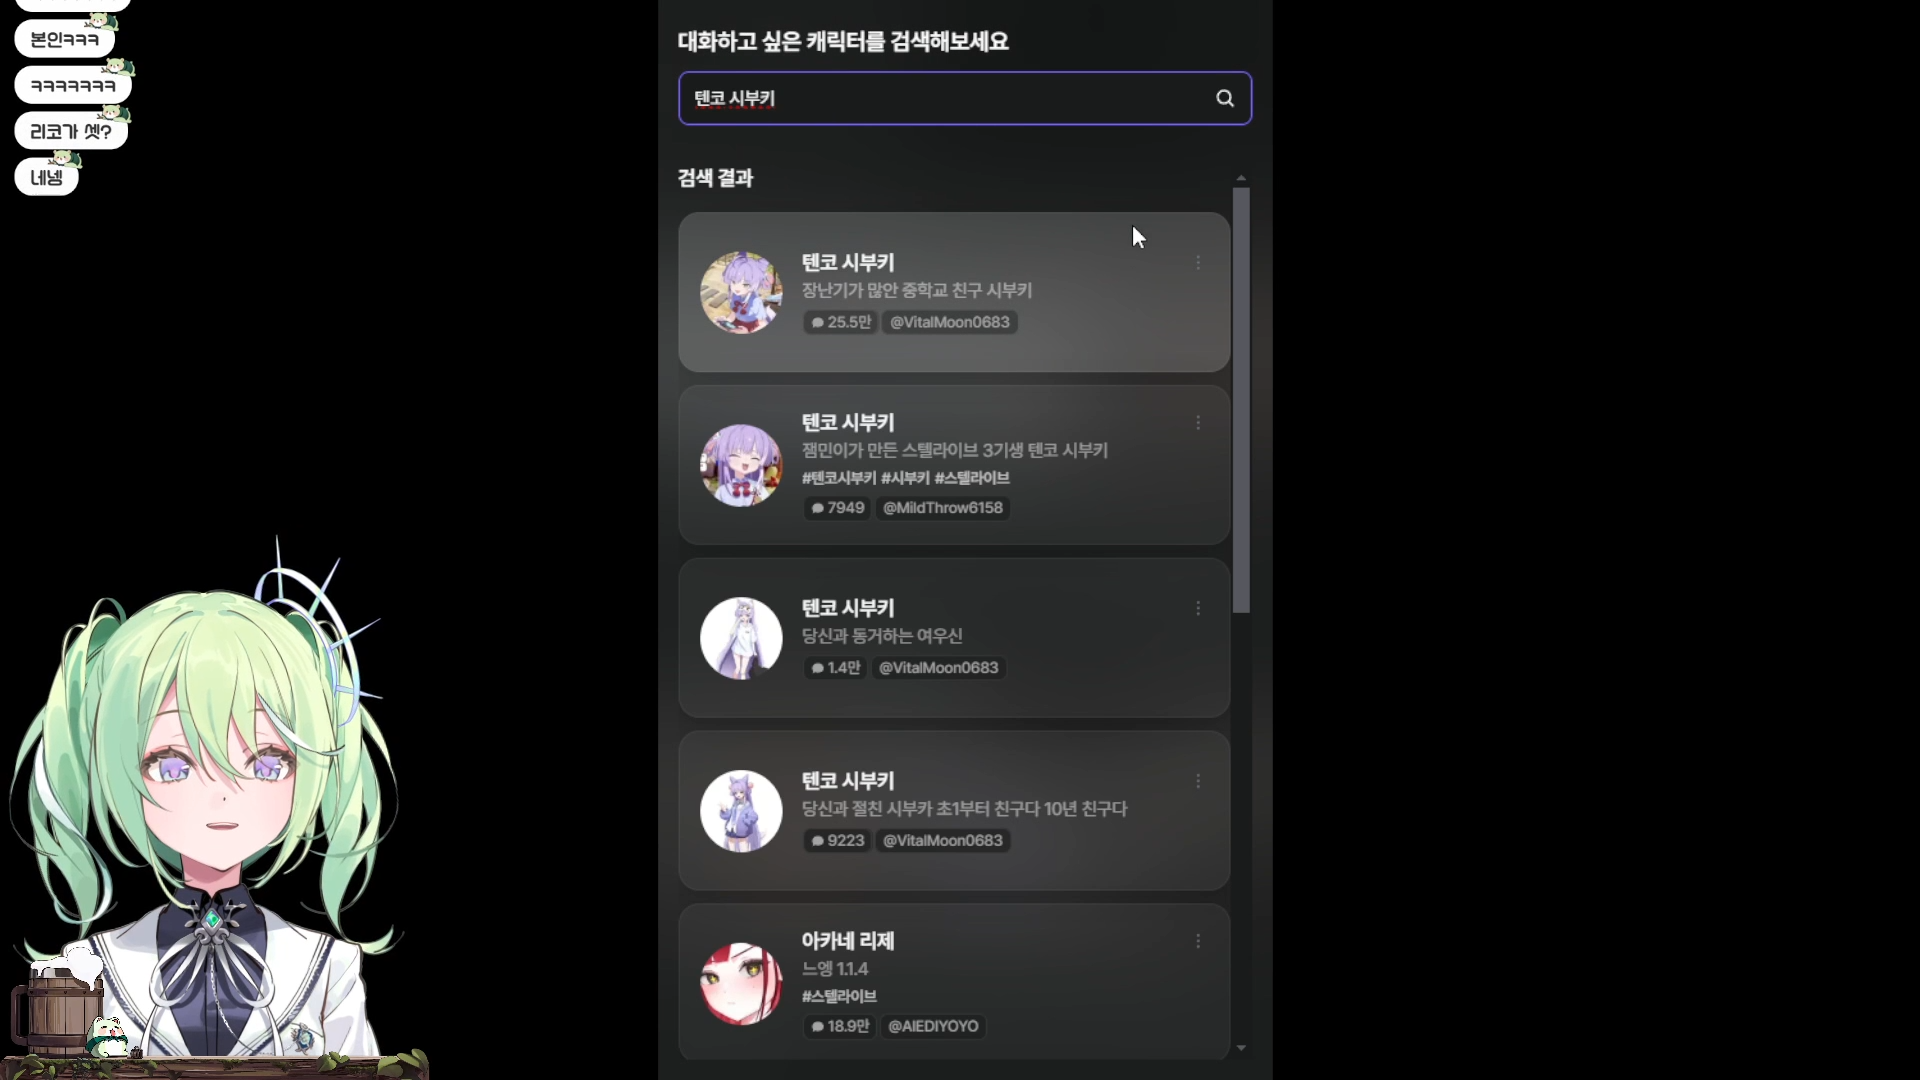 본인ㅋㅋㅋ
ㅋㅋㅋㅋㅋㅋㅋ
리코가 셋?
네넹
대화하고 싶은 캐릭터를 검색해보세요
텐코 시부키
검색 결과
텐코 시부키
장난기가 많안 중학교 친구 시부키
25.5만 @VitalMoon0683
텐코 시부키
잼민이가 만든 스텔라이브 3기생 텐코 시부키
#텐코시부키 #시부키 #스텔라이브
7949 @MildThrow6158
텐코 시부키
당신과 동거하는 여우신
1.4만 @VitalMoon0683
텐코 시부키
당신과 절친 시부카 초1부터 친구다 10년 친구다
9223 @VitalMoon0683
아카네 리제
느엥 1.1.4
#스텔라이브
18.9만 @AIEDIYOYO